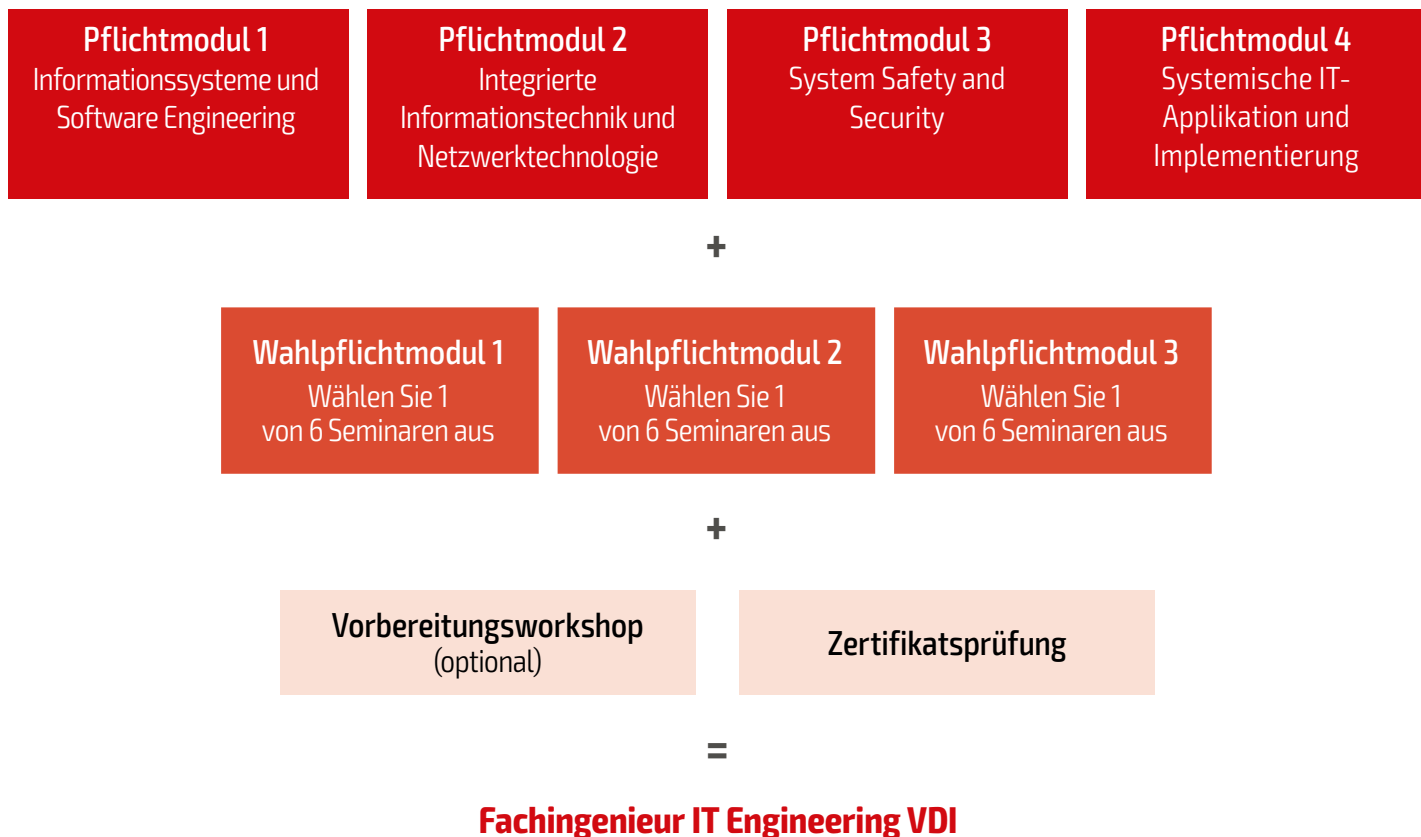 Pflichtmodul 1
Informationssysteme und
Software Engineering
Pflichtmodul 2
Integrierte
Informationstechnik und
Netzwerktechnologie
Pflichtmodul 3
System Safety and
Security
Pflichtmodul 4
Systemische IT-
Applikation und
Implementierung
+
Wahlpflichtmodul 1
Wählen Sie 1
von 6 Seminaren aus
Wahlpflichtmodul 2
Wählen Sie 1
von 6 Seminaren aus
Wahlpflichtmodul 3
Wählen Sie 1
von 6 Seminaren aus
+
Vorbereitungsworkshop
(optional)
Zertifikatsprüfung
=
Fachingenieur IT Engineering VDI